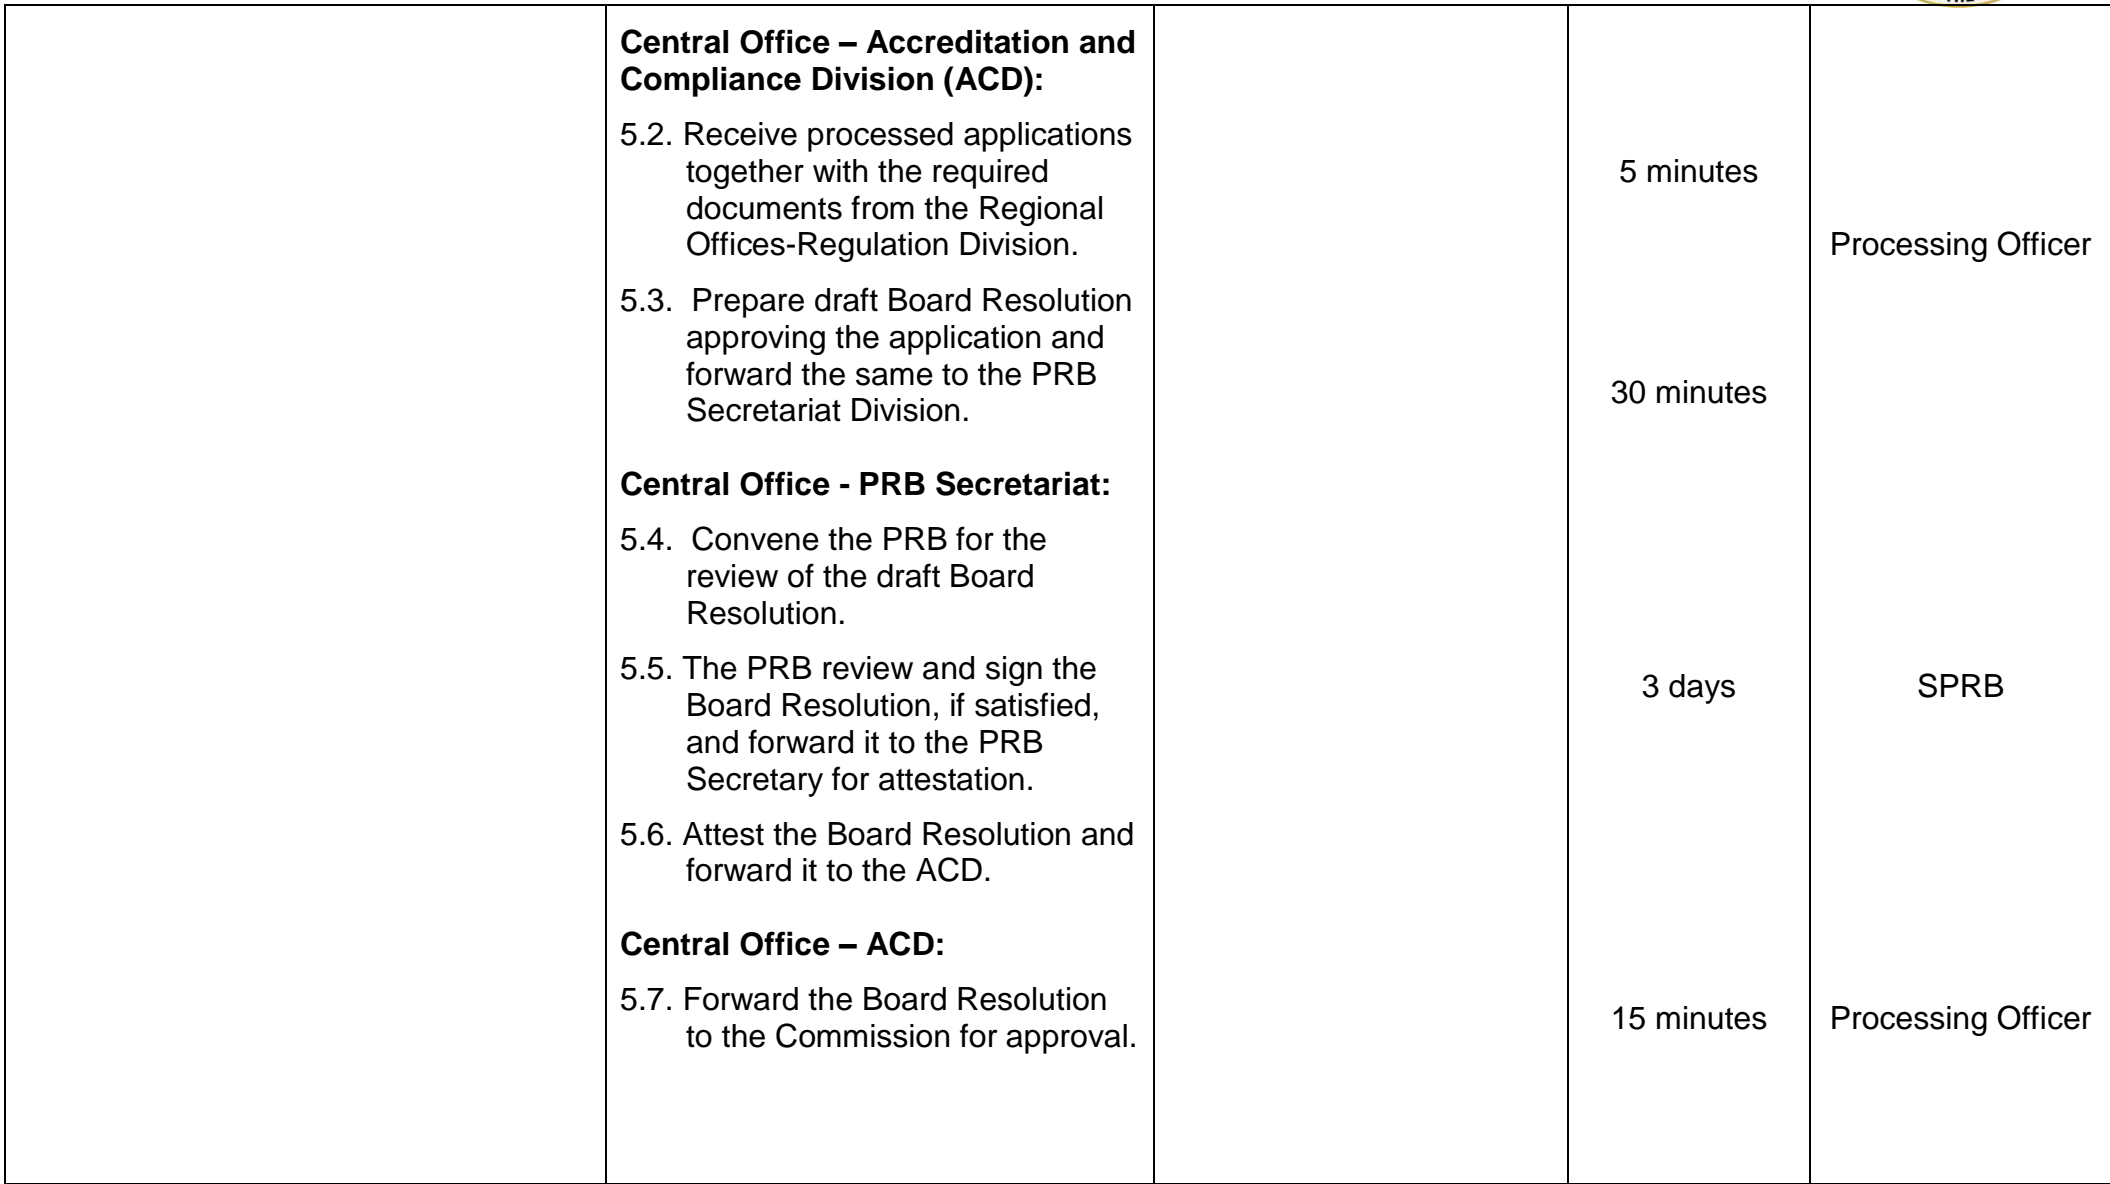 Central Office – Accreditation and
Compliance Division (ACD):
5.2. Receive processed applications
together with the required
documents from the Regional
Offices-Regulation Division.
5 minutes
Processing Officer
5.3.  Prepare draft Board Resolution
approving the application and
forward the same to the PRB
Secretariat Division.
30 minutes
Central Office - PRB Secretariat:
5.4.  Convene the PRB for the
review of the draft Board
Resolution.
5.5. The PRB review and sign the
Board Resolution, if satisfied,
and forward it to the PRB
Secretary for attestation.
3 days
SPRB
5.6. Attest the Board Resolution and
forward it to the ACD.
Central Office – ACD:
5.7. Forward the Board Resolution
to the Commission for approval.
15 minutes
Processing Officer